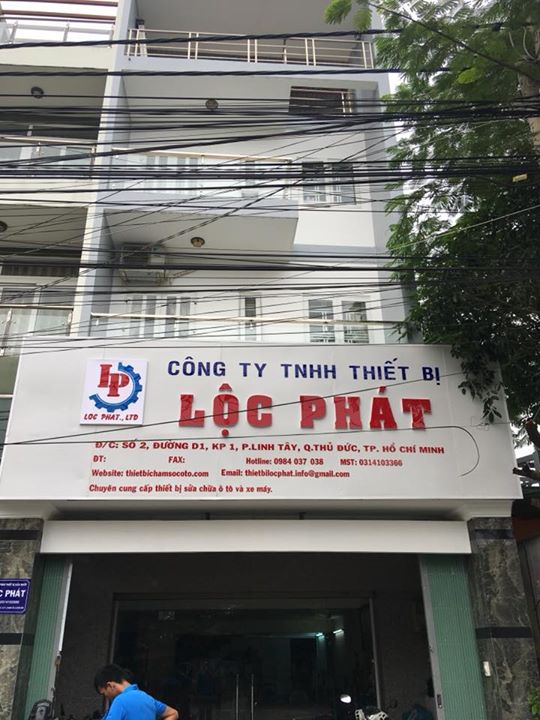 LP
LOC PHAT., LTD
CÔNG TY TNHH THIẾT BỊ
LỘC PHÁT
Đ/C: SỐ 2, ĐƯỜNG D1, KP 1, P.LINH TÂY, Q.THỦ ĐỨC, TP. HỒ CHÍ MINH
ĐT: FAX: Hotline: 0984 037 038 MST: 0314103366
Website: thietbichamsocoto.com Email: thietbilocphat.info@gmail.com
Chuyên cung cấp thiết bị sửa chữa ô tô và xe máy.
C PHÁT